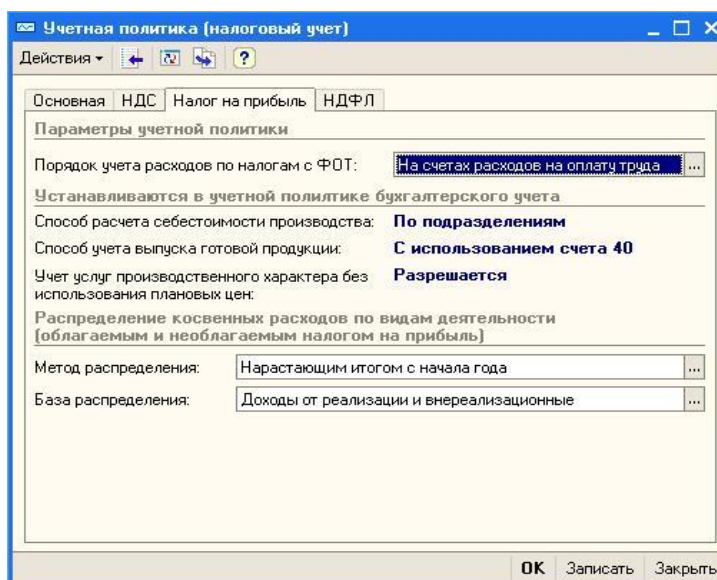 Учетная политика (налоговый учет)
Действия
Основная НДС Налог на прибыль НДФЛ
Параметры учетной политики
Порядок учета расходов по налогам с ФОТ: На счетах расходов на оплату труда ...
Устанавливаются в учетной полилтике бухгалтерского учета
Способ расчета себестоимости производства: По подразделениям
Способ учета выпуска готовой продукции: С использованием счета 40
Учет услуг производственного характера без Разрешается
использования плановых цен:
Распределение косвенных расходов по видам деятельности
(облагаемым и необлагаемым налогом на прибыль)
Метод распределения: Нарастающим итогом с начала года ...
База распределения: Доходы от реализации и внереализационные ...
OK Записать Закрыть